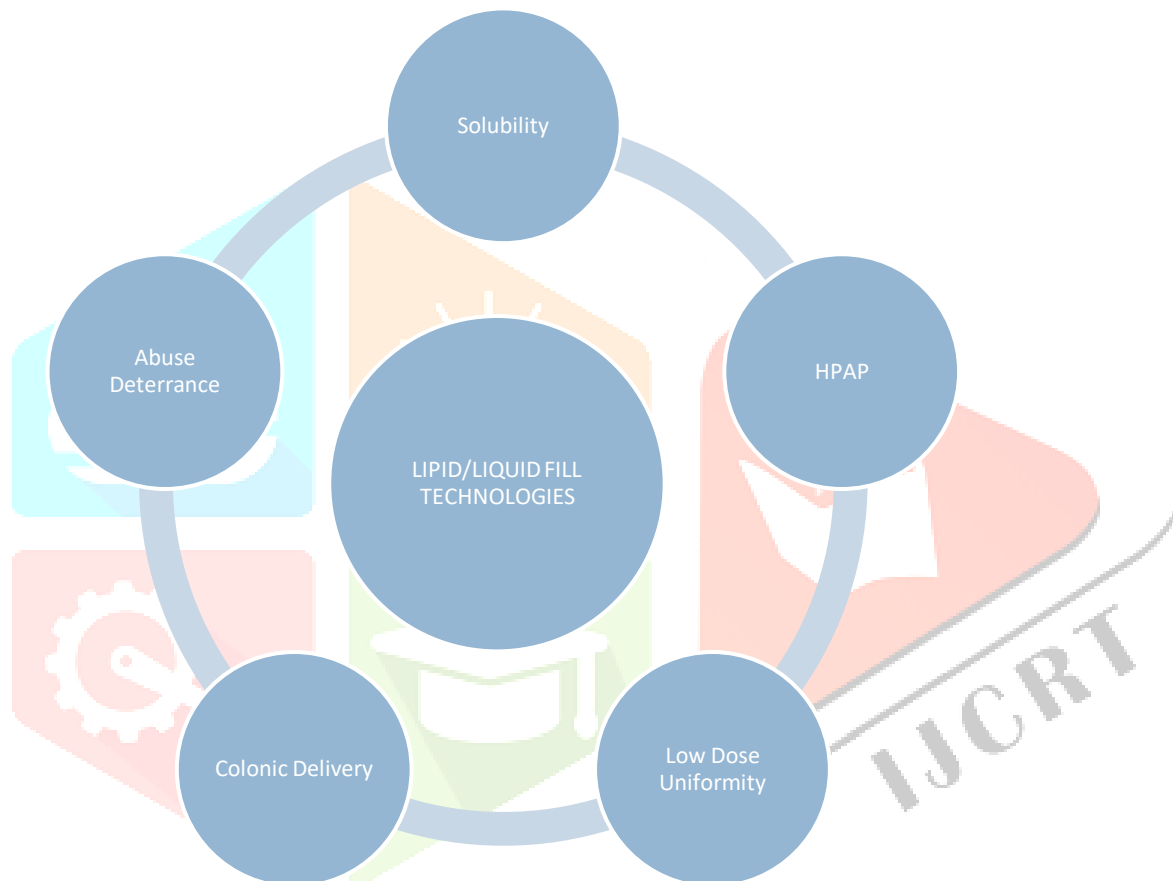 Solubility
HPAP
Low Dose
Uniformity
Colonic Delivery
Abuse
Deterrance
LIPID/LIQUID FILL
TECHNOLOGIES
IJCRT